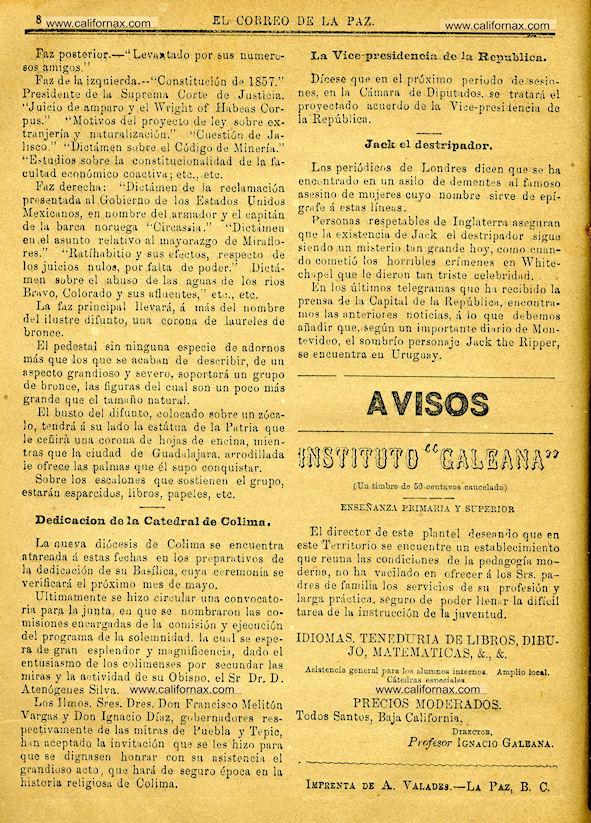 8
EL CORREO DE LA PAZ.
www.californax.com
www.californax.com
Faz posterior.—"Levantado por sus numero-
sos amigos."
Faz de la izquierda.—"Constitución de 1857."
Presidente de la Suprema Corte de Justicia.
"Juicio de amparo y el Wright of Habeas Cor-
pus." "Motivos del proyecto de ley sobre ex-
tranjería y naturalización." "Cuestión de Ja-
lisco." "Dictámen sobre el Código de Minería."
"Estudios sobre la constitucionalidad de la fa-
cultad económico coactiva; etc., etc.
Faz derecha: "Dictámen de la reclamación
presentada al Gobierno de los Estados Unidos
Mexicanos, en nombre del armador y el capitán
de la barca noruega "Circassia." "Dictámen
en el asunto relativo al mayorazgo de Miraflo-
res." "Ratíhabitio y sus efectos, respecto de
los juicios nulos, por falta de poder." Dictá-
men sobre el abuso de las aguas de los rios
Bravo, Colorado y sus afluentes," etc., etc.
La faz principal llevará, á más del nombre
del ilustre difunto, una corona de laureles de
bronce.
El pedestal sin ninguna especie de adornos
más que los que se acaban de describir, de un
aspecto grandioso y severo, soportará un grupo
de bronce, las figuras del cual son un poco más
grande que el tamaño natural.
El busto del difunto, colocado sobre un zóca-
lo, tendrá á su lado la estátua de la Patria que
le ceñirá una corona de hojas de encina, mien-
tras que la ciudad de Guadalajara, arrodillada
le ofrece las palmas que él supo conquistar.
Sobre los escalones que sostienen el grupo,
estarán esparcidos, libros, papeles, etc.
Dedicacion de la Catedral de Colima.
La nueva diócesis de Colima se encuentra
atareada á estas fechas en los preparativos de
la dedicación de su Basílica, cuya ceremonia se
verificará el próximo mes de mayo.
Ultimamente se hizo circular una convocato-
ria para la junta, en que se nombraron las co-
misiones encargadas de la comisión y ejecución
del programa de la solemnidad, la cual se espe-
ra de gran esplendor y magnificencia, dado el
entusiasmo de los colimenses por secundar las
miras y la actividad de su Obispo, el Sr Dr. D.
Atenógenes Silva.
www.californax.com
Los Ilmos. Sres. Dres. Don Francisco Melitón
Vargas y Don Ignacio Díaz, gobernadores res-
pectivamente de las mitras de Puebla y Tepic,
han aceptado la invitación que se les hizo para
que se dignasen honrar con su asistencia el
grandioso acto, que hará de seguro época en la
historia religiosa de Colima.
La Vice-presidencia de la Republica.
Dícese que en el próximo periodo de sesio-
nes, en la Cámara de Diputados, se tratará el
proyectado acuerdo de la Vice-presidencia de
la República.
Jack el destripador.
Los periódicos de Londres dicen que se ha
encontrado en un asilo de dementes al famoso
asesino de mujeres cuyo nombre sirve de epí-
grafe á estas líneas.
Personas respetables de Inglaterra aseguran
que la existencia de Jack el destripador sigue
siendo un misterio tan grande hoy, como cuan-
do cometió los horribles crímenes en White-
chapel que le dieron tan triste celebridad.
En los últimos telegramas que ha recibido la
prensa de la Capital de la República, encontra-
mos las anteriores noticias, á lo que debemos
añadir que, según un importante diario de Mon-
tevideo, el sombrío personaje Jack the Ripper,
se encuentra en Uruguay.
AVISOS
INSTITUTO "GALEANA"
(Un timbre de 50 centavos cancelado)
ENSEÑANZA PRIMARIA Y SUPERIOR
El director de este plantel deseando que en
este Territorio se encuentre un establecimiento
que reuna las condiciones de la pedagogía mo-
derna, no ha vacilado en ofrecer á los Srs. pa-
dres de familia los servicios de su profesión y
larga práctica, seguro de poder llenar la difícil
tarea de la instrucción de la juventud.
IDIOMAS, TENEDURIA DE LIBROS, DIBU-
JO, MATEMATICAS, &., &.
Asistencia general para los alumnos internos. Amplio local.
Cátedras especiales.
www.californax.com
PRECIOS MODERADOS.
Todos Santos, Baja California.
DIRECTOR,
Profesor IGNACIO GALEANA.
IMPRENTA DE A. VALADES.—LA PAZ, B. C.